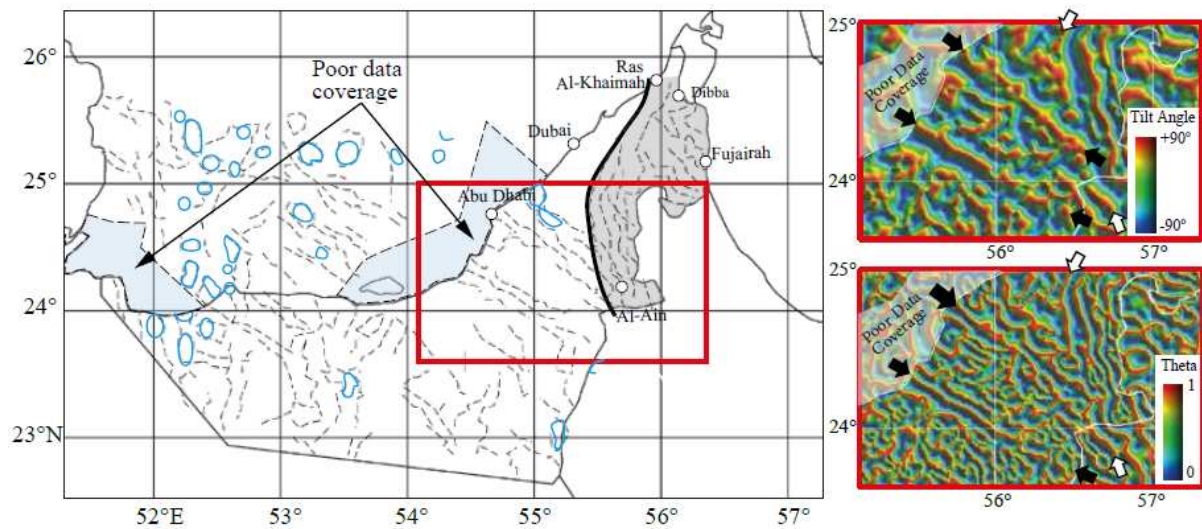 26°
25°
24°
23°N
52°E
53°
54°
55°
56°
57°
Poor data
coverage
Ras
Al-Khaimah
Dibba
Dubai
Fujairah
Abu Dhabi
Al-Ain
25°
24°
56°
57°
Poor Data
Coverage
Tilt Angle
+90°
-90°
25°
24°
56°
57°
Poor Data
Coverage
Theta
1
0